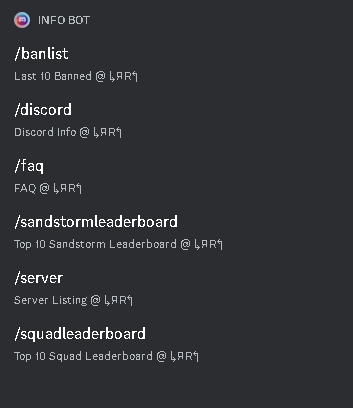 INFO BOT
/banlist
Last 10 Banned @ ᖶЯRꟼ
/discord
Discord Info @
/faq
FAQ @
/sandstormleaderboard
Top 10 Sandstorm Leaderboard @
/server
Server Listing @
/squadleaderboard
Top 10 Squad Leaderboard @